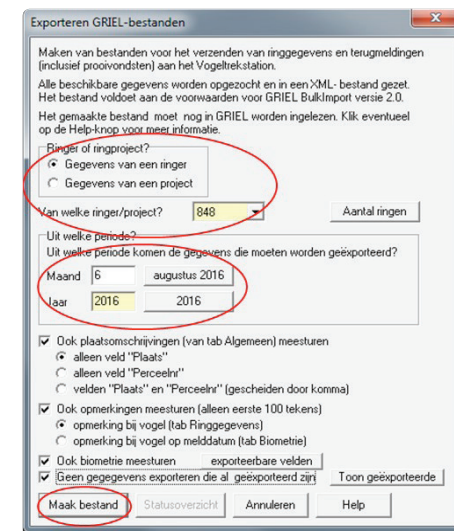 Exporteren GRIEL-bestanden
Maken van bestanden voor het verzenden van ringgegevens en terugmeldingen
(inclusief prooivondsten) aan het Vogeltrekstation.
Alle beschikbare gegevens worden opgezocht en in een XML- bestand gezet.
Het bestand voldoet aan de voorwaarden voor GRIEL BulkImport versie 2.0.
Het gemaakte bestand moet nog in GRIEL worden ingelezen. Klik eventueel
op de Help-knop voor meer informatie.
Ringer of ringproject?
Gegevens van een ringer
Gegevens van een project
Van welke ringer/project? 848 Aantal ringen
Uit welke periode?
Uit welke periode komen de gegevens die moeten worden geëxporteerd?
Maand 6 augustus 2016
Jaar 2016 2016
Ook plaatsomschrijvingen (van tab Algemeen) meesturen
alleen veld "Plaats"
alleen veld "Perceelnr"
velden "Plaats" en "Perceelnr" (gescheiden door komma)
Ook opmerkingen meesturen (alleen eerste 100 tekens)
opmerking bij vogel (tab Ringgegevens)
opmerking bij vogel op melddatum (tab Biometrie)
Ook biometrie meesturen exporteerbare velden
Geen gegegevens exporteren die al geëxporteerd zijn Toon geëxporteerde
Maak bestand Statusoverzicht Annuleren Help